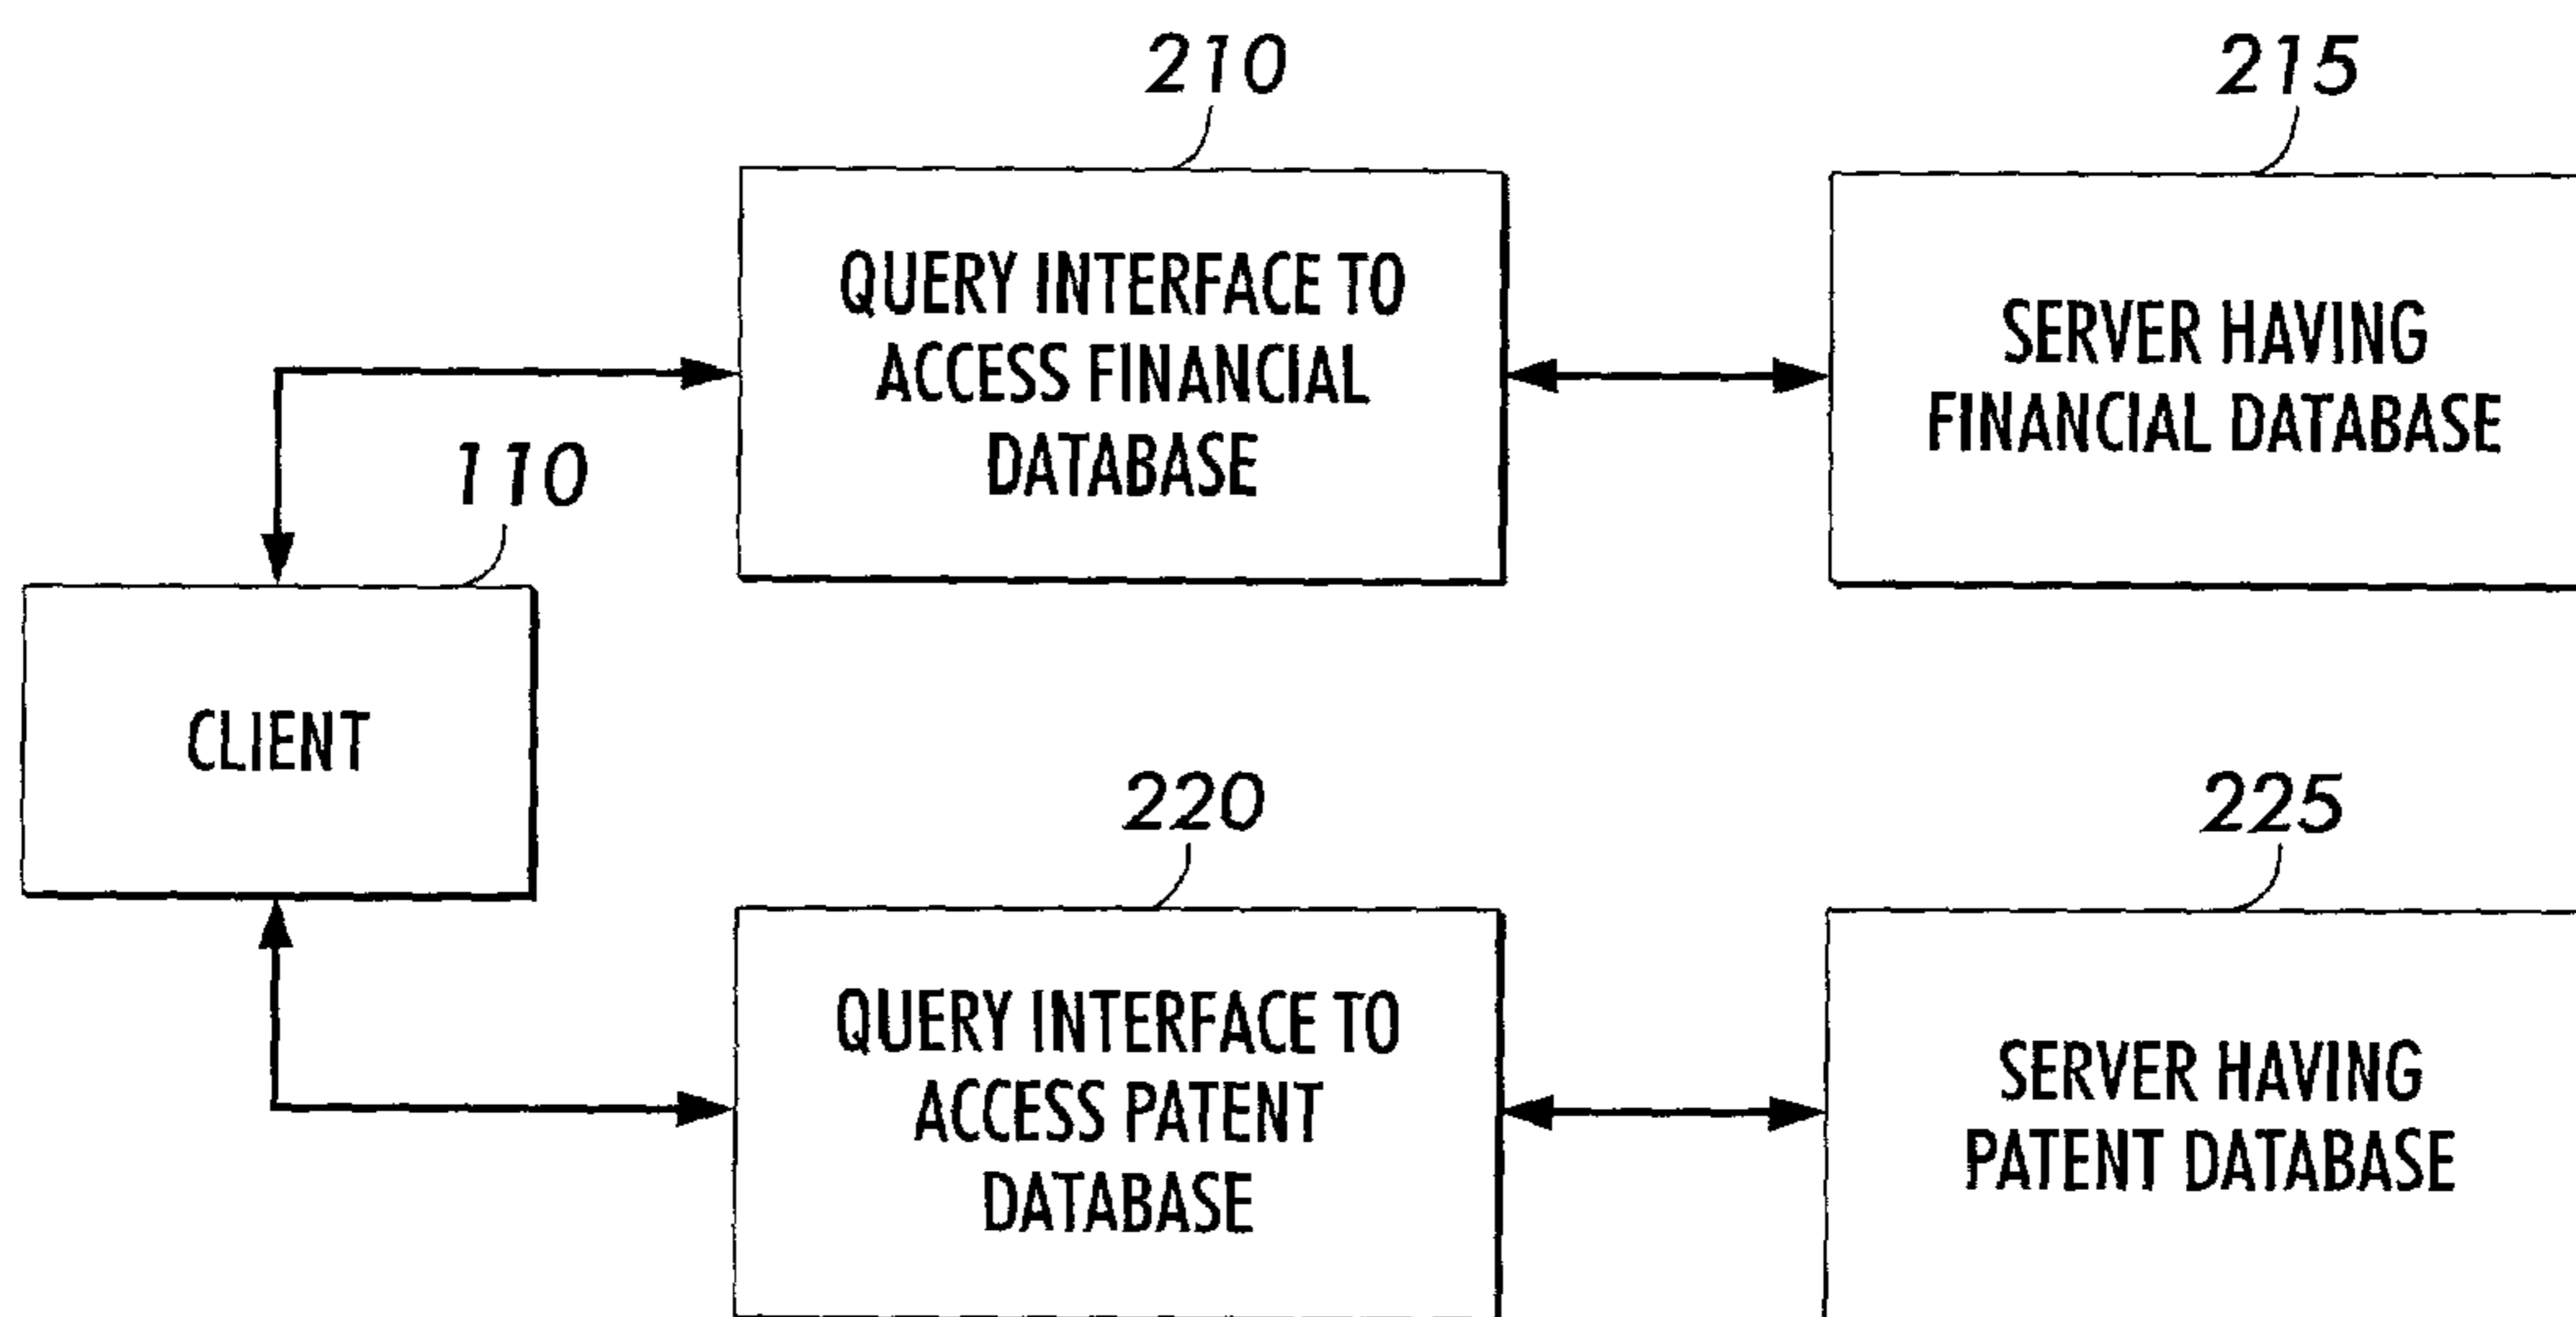 210
215
QUERY INTERFACE TO
ACCESS FINANCIAL
DATABASE
SERVER HAVING
FINANCIAL DATABASE
110
CLIENT
220
225
QUERY INTERFACE TO
ACCESS PATENT
DATABASE
SERVER HAVING
PATENT DATABASE